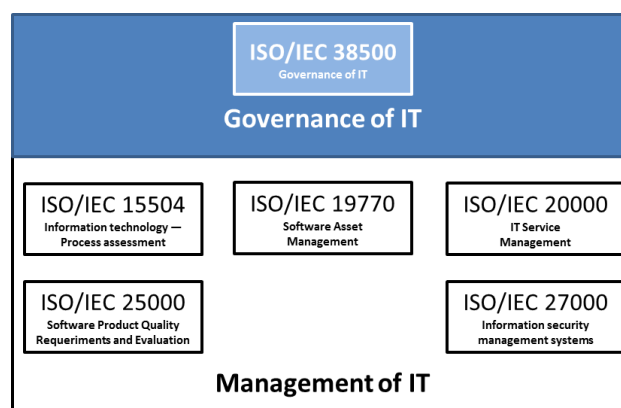 ISO/IEC 38500
Governance of IT
Governance of IT
ISO/IEC 15504
Information technology —
Process assessment
ISO/IEC 19770
Software Asset
Management
ISO/IEC 20000
IT Service
Management
ISO/IEC 25000
Software Product Quality
Requeriments and Evaluation
ISO/IEC 27000
Information security
management systems
Management of IT